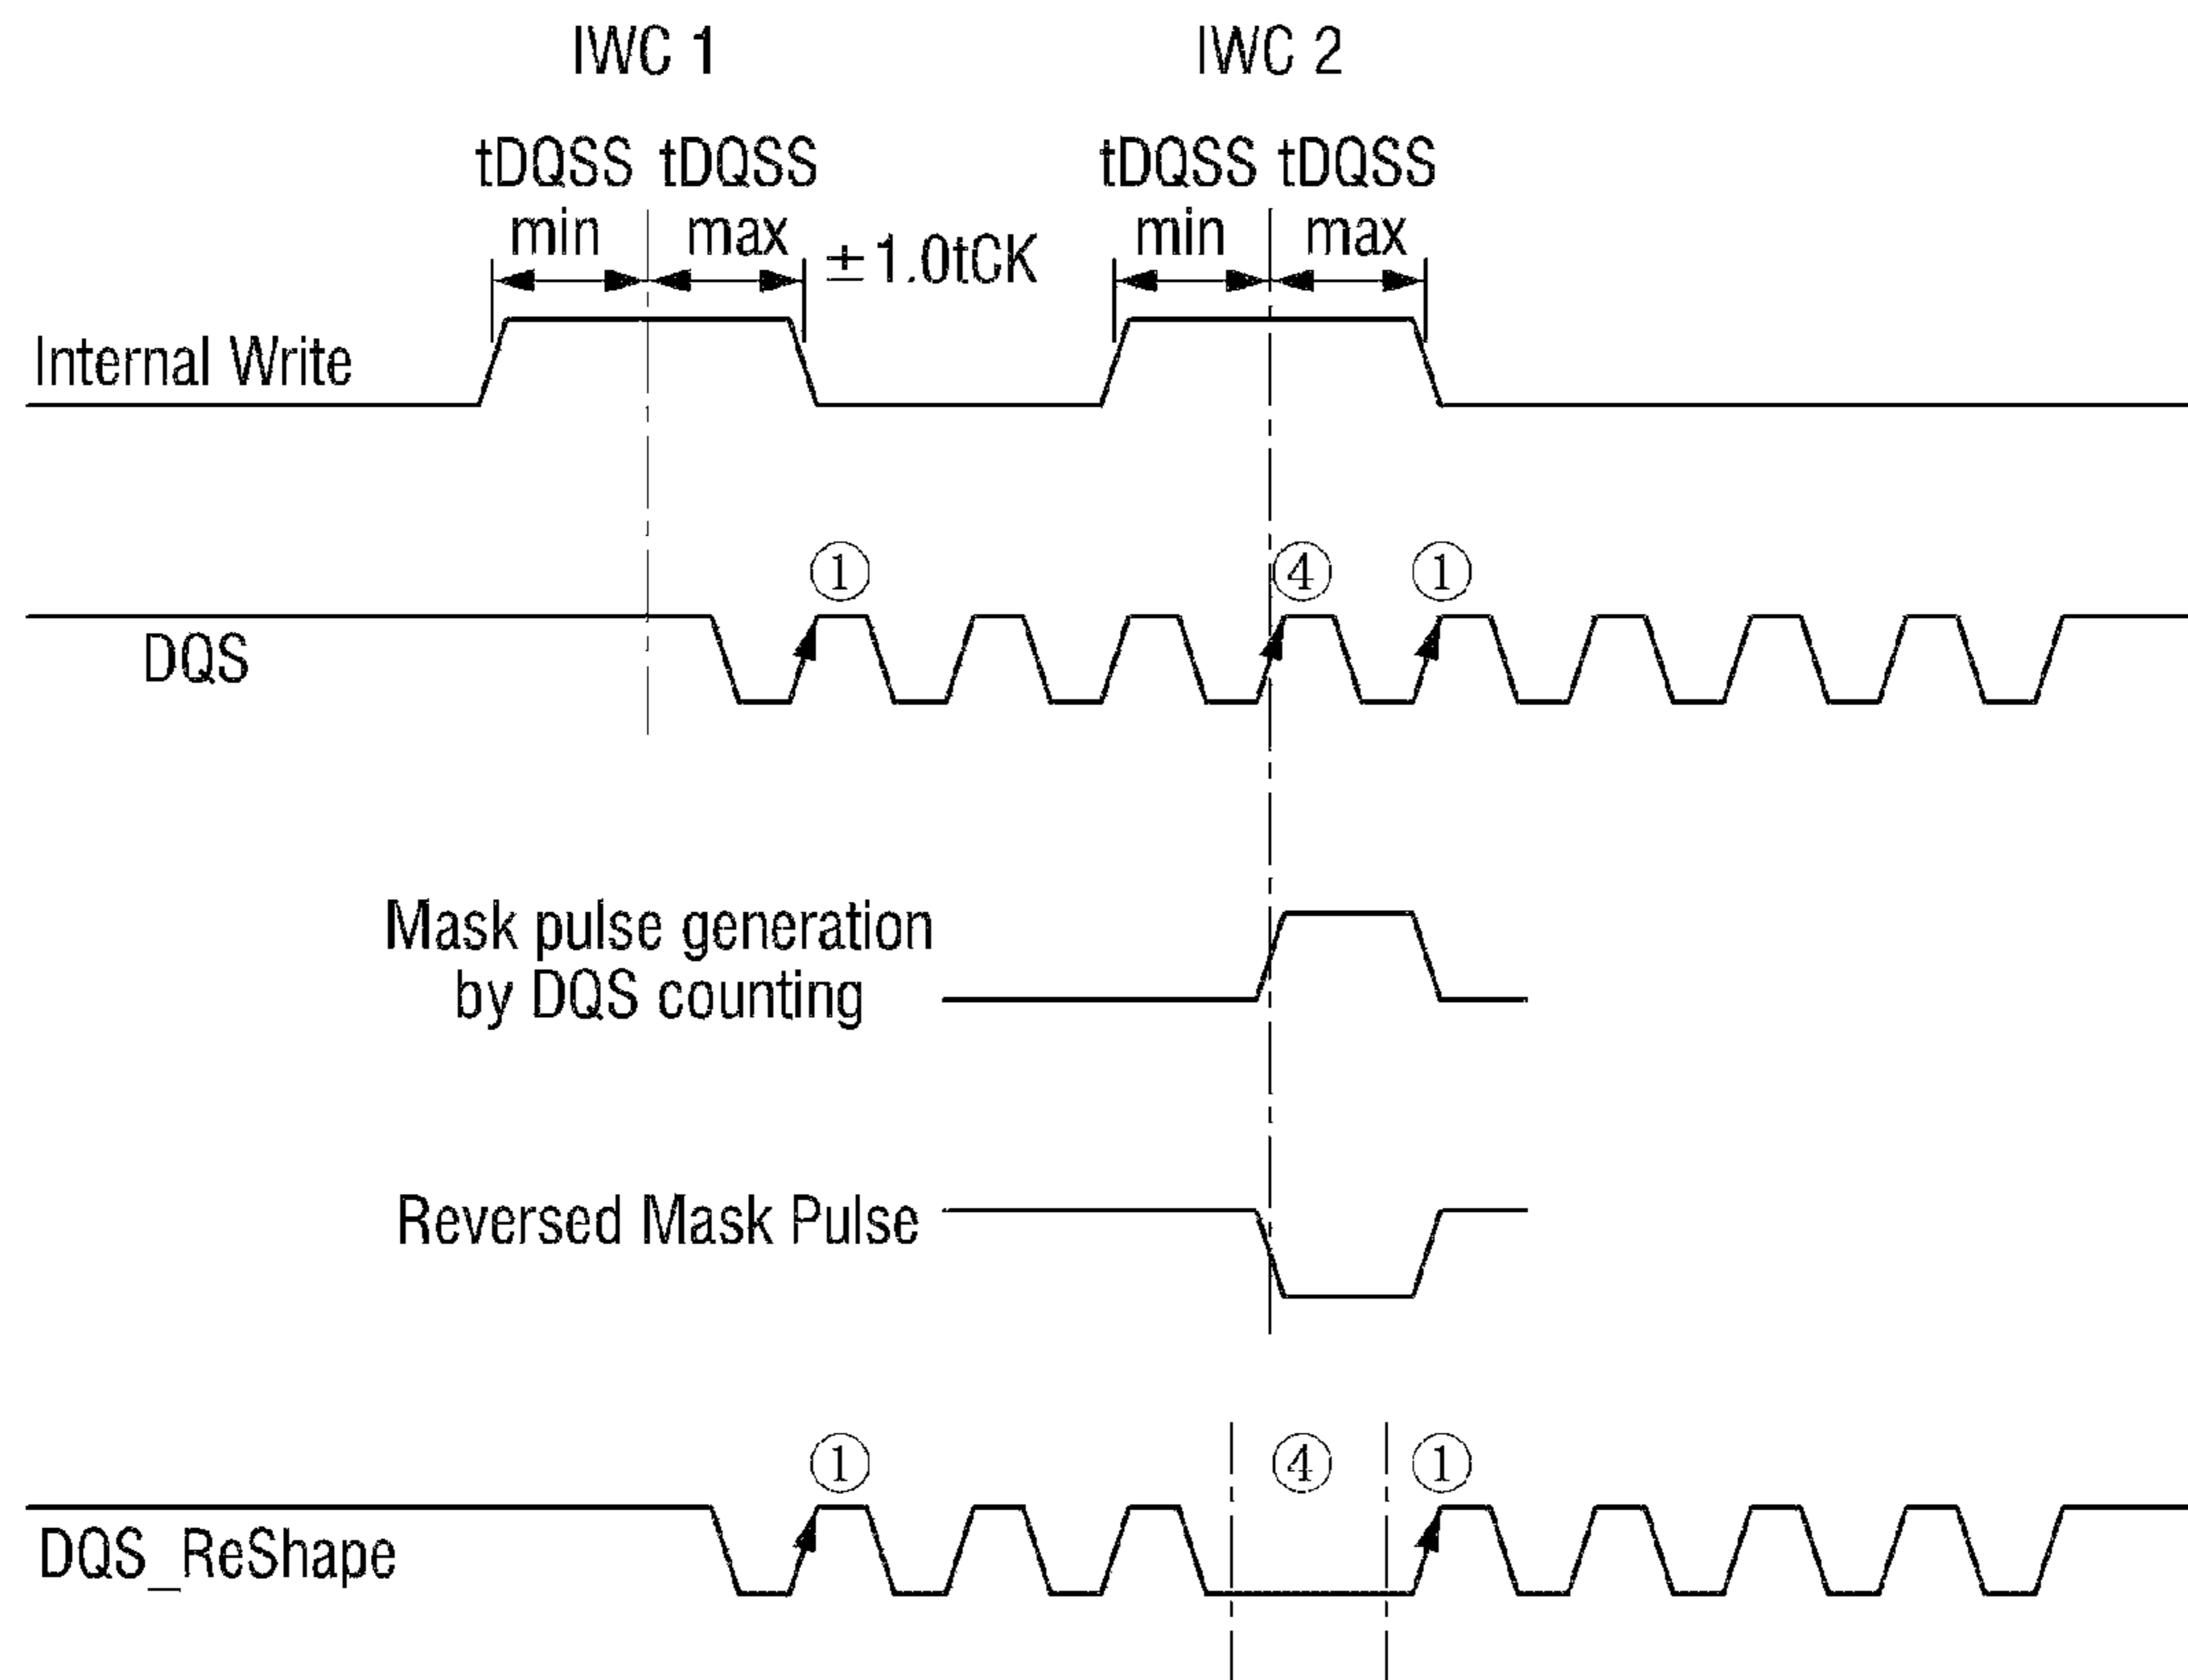 IWC 1 IWC 2
tDQSS tDQSS tDQSS tDQSS
min max ±1.0tCK min max
Internal Write
① ④ ①
DQS
Mask pulse generation
by DQS counting
Reversed Mask Pulse
① ④ ①
DQS_ReShape